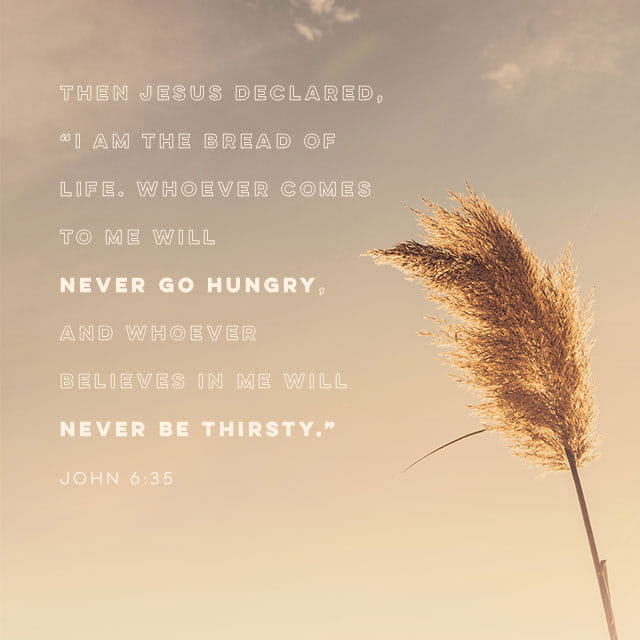 THEN JESUS DECLARED,
“I AM THE BREAD OF
LIFE. WHOEVER COMES
TO ME WILL
NEVER GO HUNGRY,
AND WHOEVER
BELIEVES IN ME WILL
NEVER BE THIRSTY.”
JOHN 6:35